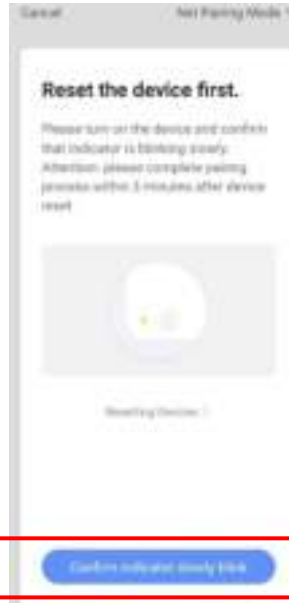 Cancel
Net Pairing Mode
Reset the device first.
Please turn on the device and confirm
that indicator is blinking slowly.
Attention: please complete pairing
process within 3 minutes after device
reset
Resetting Devices
Confirm indicator slowly blink